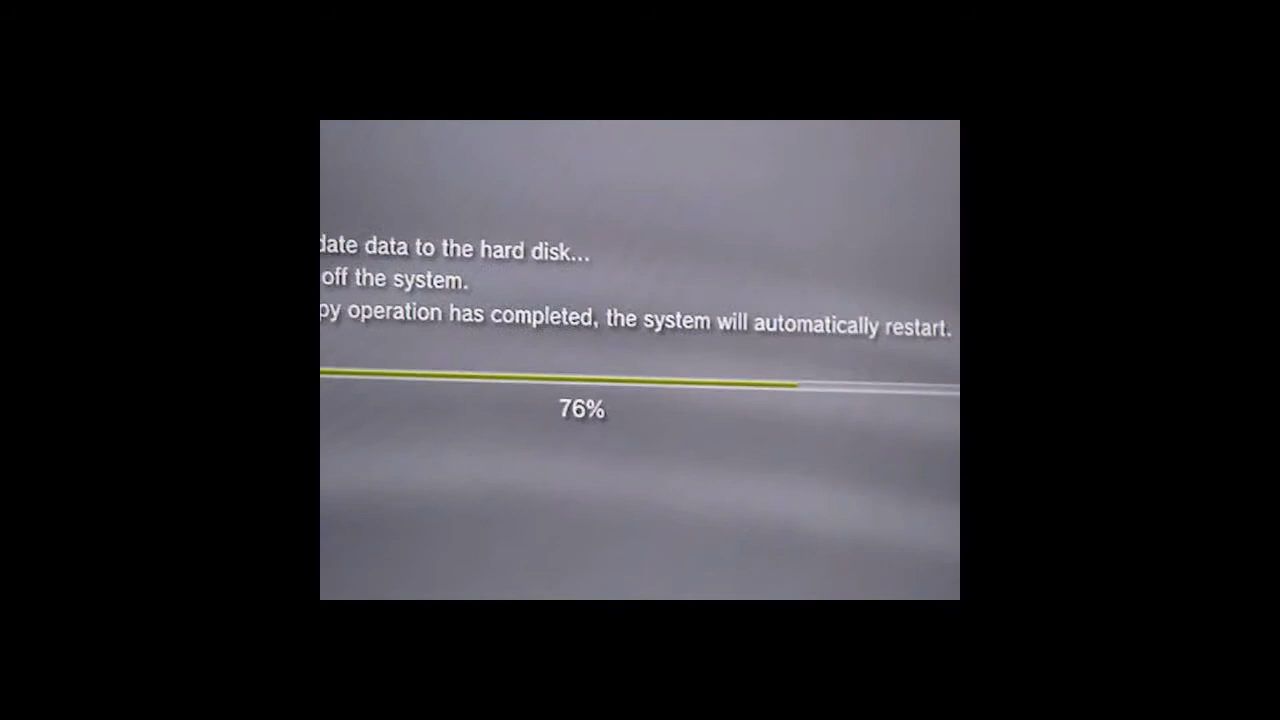 date data to the hard disk...
off the system.
py operation has completed, the system will automatically restart.
76%